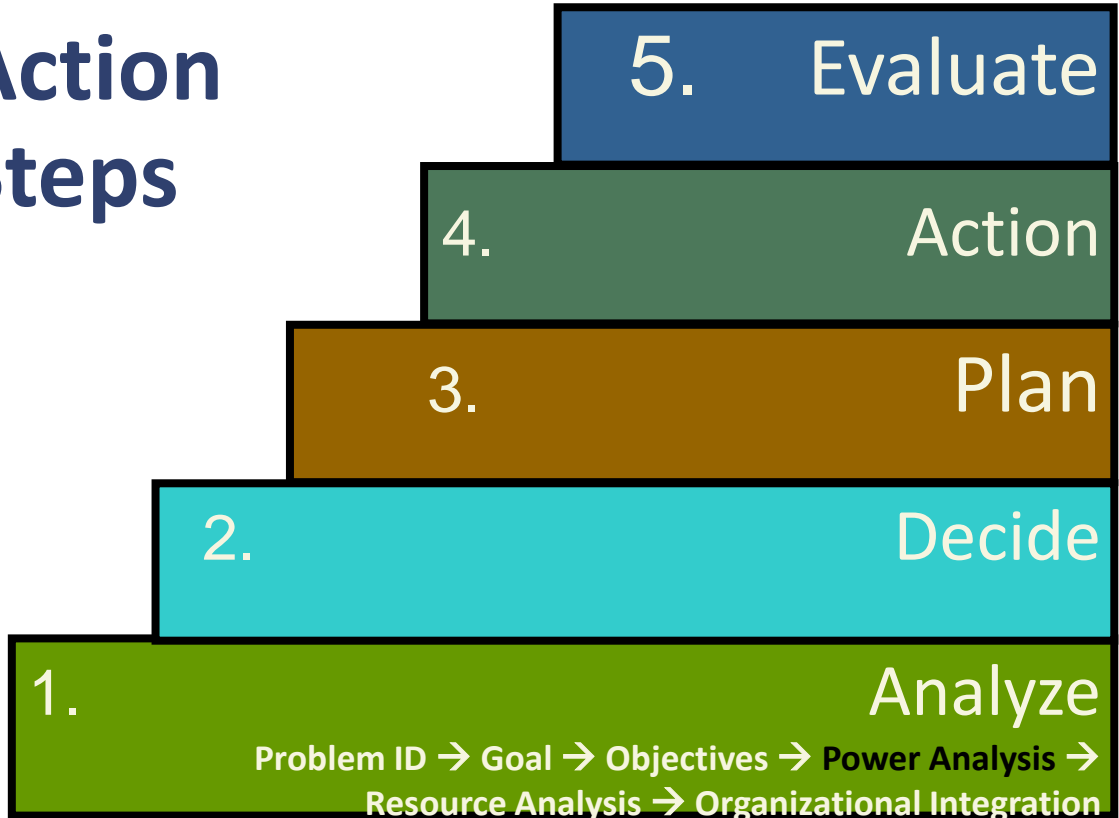 Action
Steps
5. Evaluate
4. Action
3. Plan
2. Decide
1. Analyze
Problem ID → Goal → Objectives → Power Analysis →
Resource Analysis → Organizational Integration